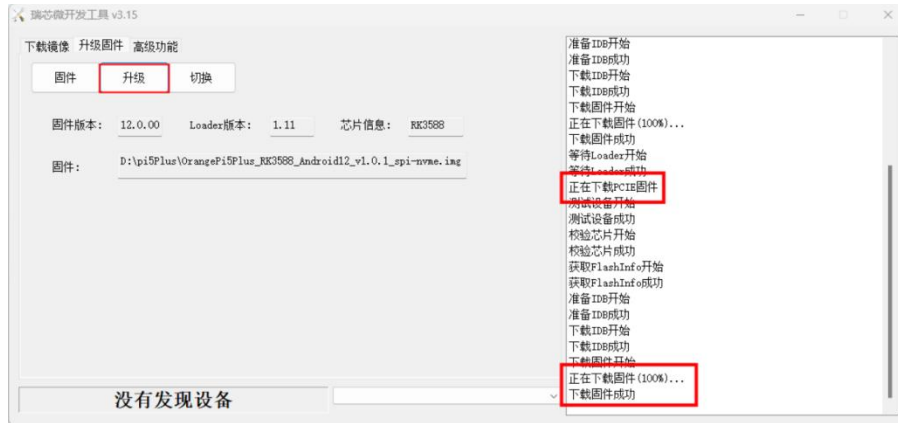 瑞芯微开发工具 v3.15
下载镜像 升级固件 高级功能
固件 升级 切换
固件版本: 12.0.00 Loader版本: 1.11 芯片信息: RK3588
固件: D:\pi5Plus\OrangePi5Plus_RK3588_Android12_v1.0.1_spi-nvme.img
没有发现设备
准备IDB开始
准备IDB成功
下载IDB开始
下载IDB成功
下载固件开始
正在下载固件(100%)...
下载固件成功
等待Loader开始
等待Loader成功
正在下载PCIE固件
测试设备开始
测试设备成功
校验芯片开始
校验芯片成功
获取FlashInfo开始
获取FlashInfo成功
准备IDB开始
准备IDB成功
下载IDB开始
下载IDB成功
下载固件开始
正在下载固件(100%)...
下载固件成功